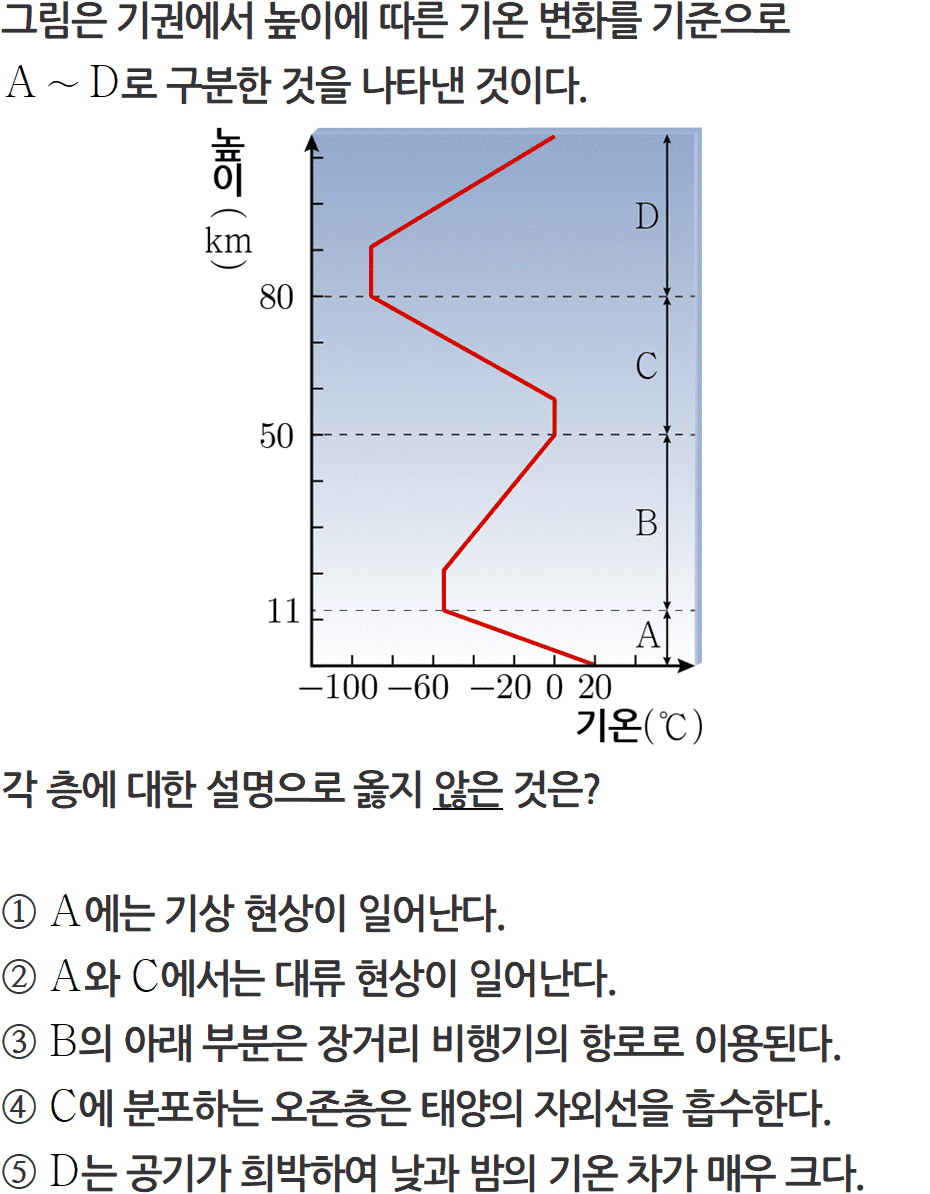 그림은 기권에서 높이에 따른 기온 변화를 기준으로
A ~ D로 구분한 것을 나타낸 것이다.
높이(km)
D
80
C
50
B
11
A
−100 −60 −20 0 20
기온(℃)
각 층에 대한 설명으로 옳지 않은 것은?
① A에는 기상 현상이 일어난다.
② A와 C에서는 대류 현상이 일어난다.
③ B의 아래 부분은 장거리 비행기의 항로로 이용된다.
④ C에 분포하는 오존층은 태양의 자외선을 흡수한다.
⑤ D는 공기가 희박하여 낮과 밤의 기온 차가 매우 크다.